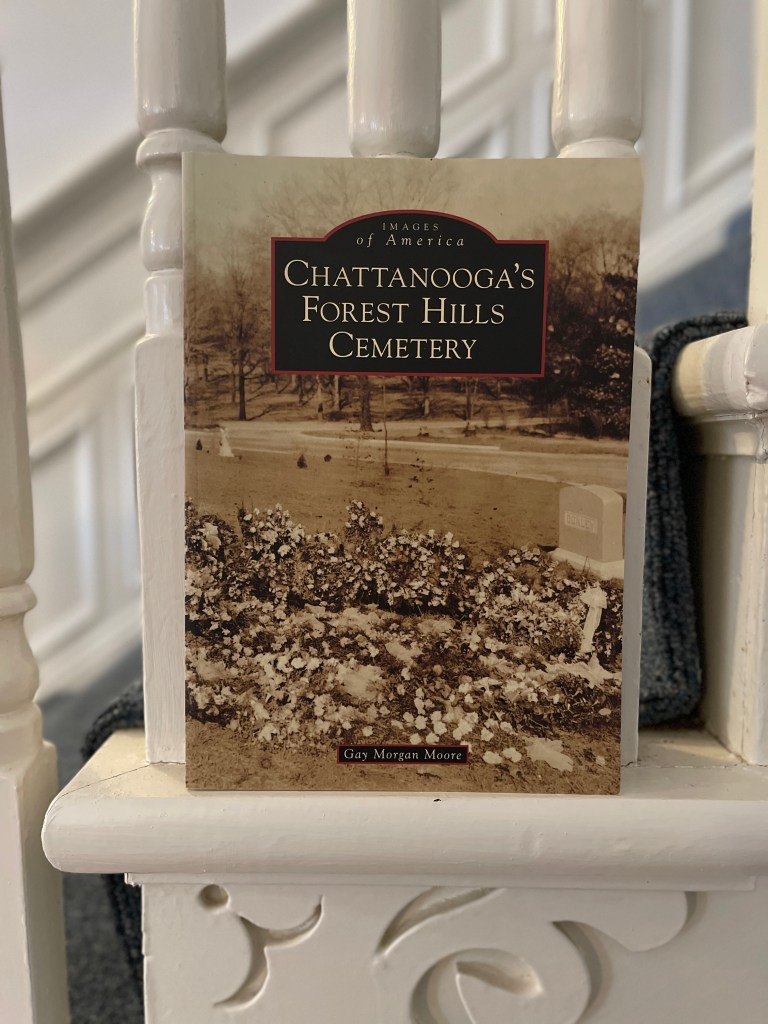 IMAGES
of America
CHATTANOOGA'S
FOREST HILLS
CEMETERY
Gay Morgan Moore